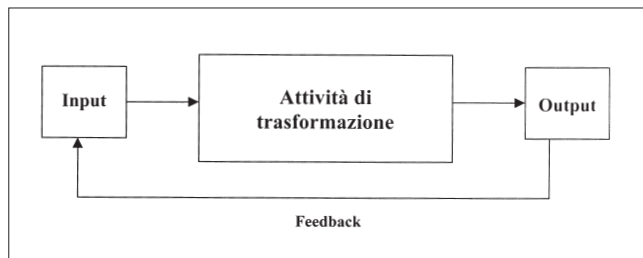 Input
Attività di
trasformazione
Output
Feedback